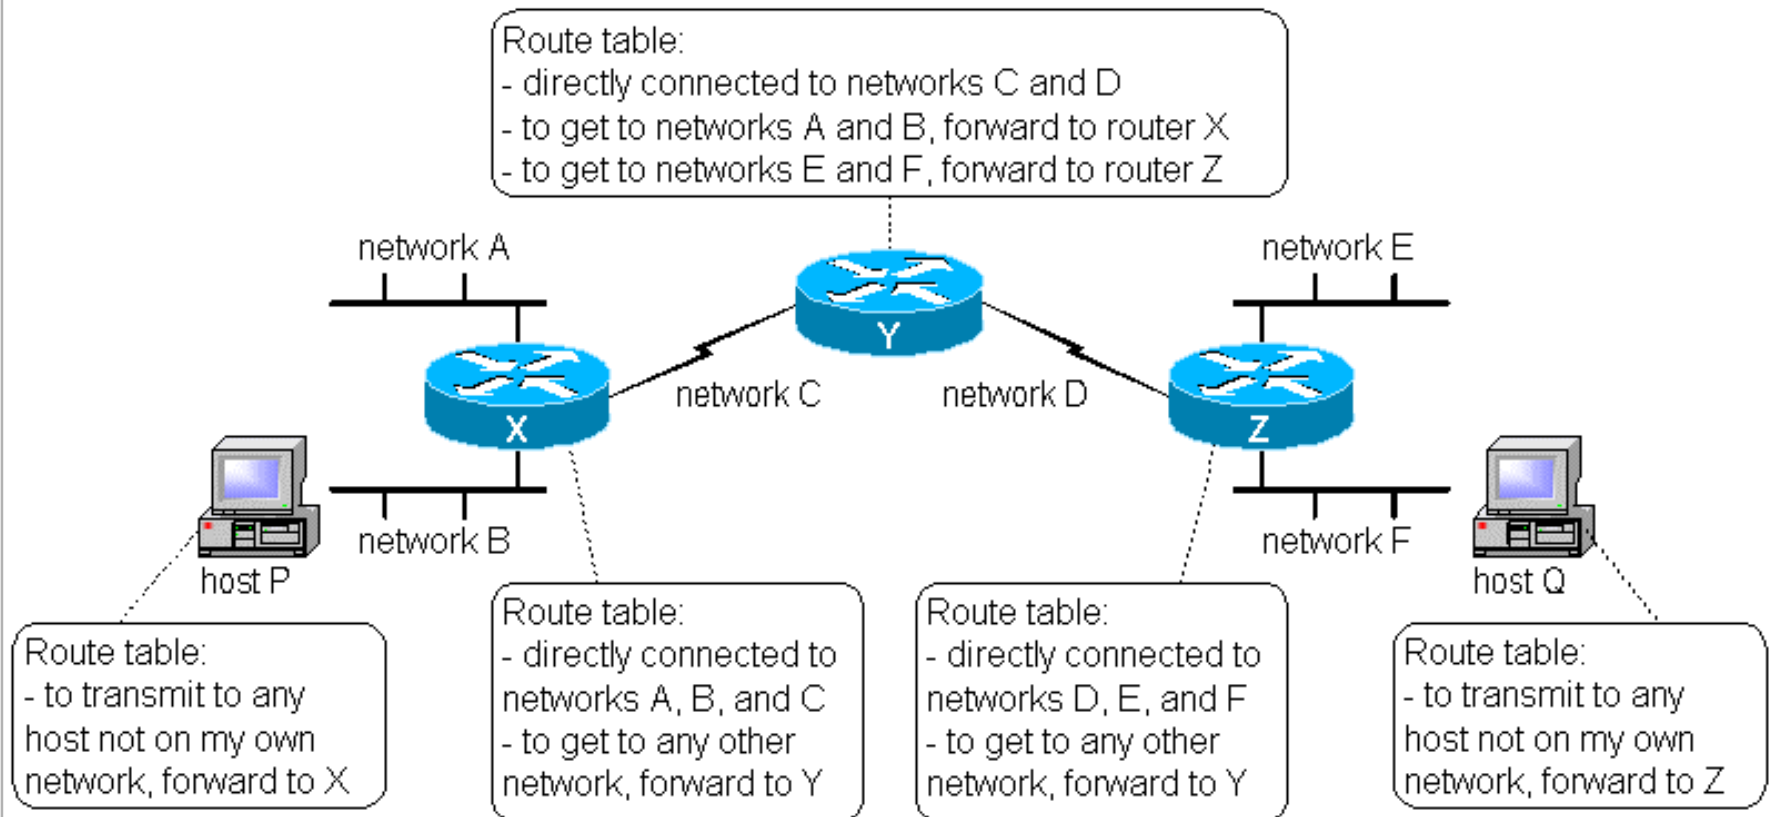 Route table:
- directly connected to networks C and D
- to get to networks A and B, forward to router X
- to get to networks E and F, forward to router Z
network A
network E
Y
network C
network D
X
Z
network B
network F
host P
host Q
Route table:
- to transmit to any
host not on my own
network, forward to X
Route table:
- directly connected to
networks A, B, and C
- to get to any other
network, forward to Y
Route table:
- directly connected to
networks D, E, and F
- to get to any other
network, forward to Y
Route table:
- to transmit to any
host not on my own
network, forward to Z